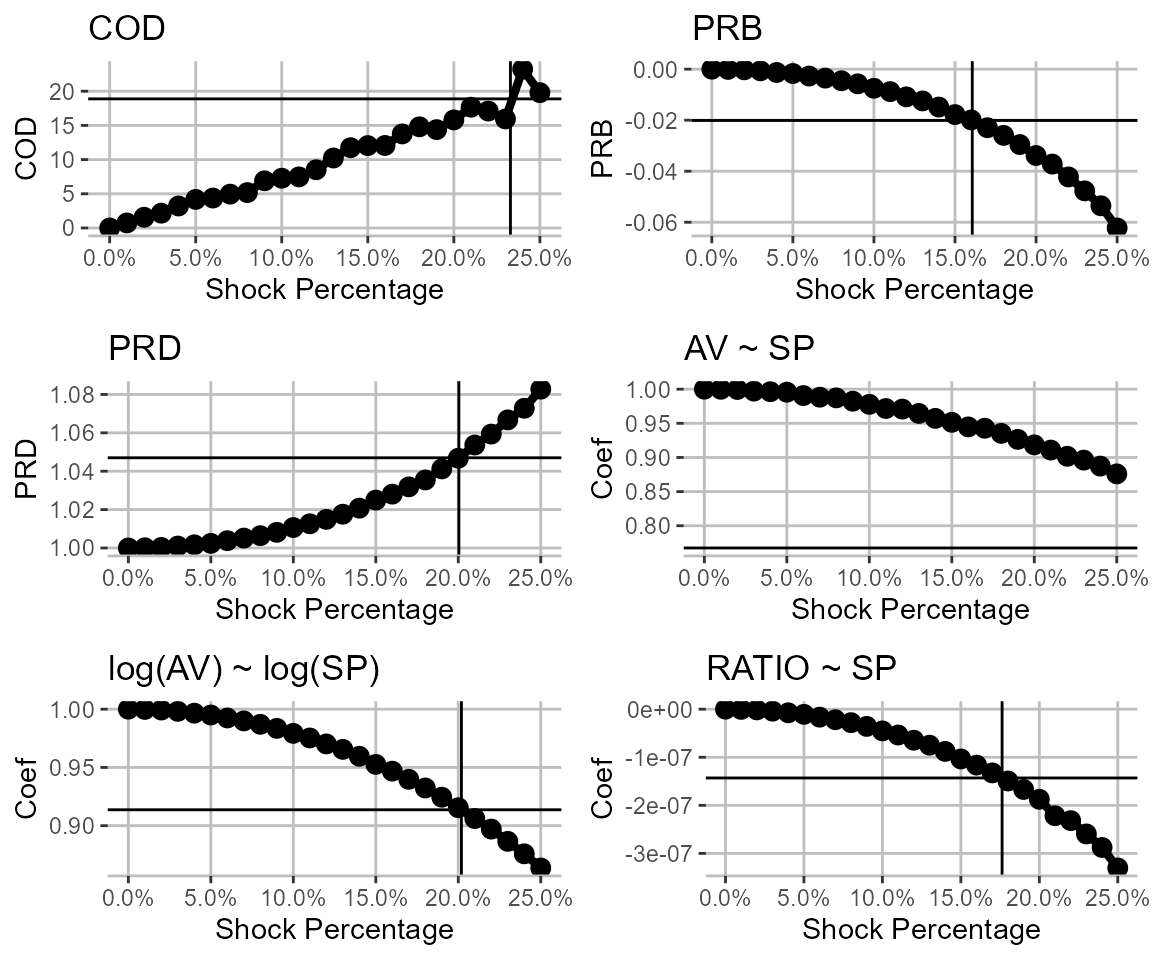 COD
COD
20
15
10
5
0
0.0% 5.0% 10.0% 15.0% 20.0% 25.0%
Shock Percentage
PRB
PRB
0.00
-0.02
-0.04
-0.06
0.0% 5.0% 10.0% 15.0% 20.0% 25.0%
Shock Percentage
PRD
PRD
1.08
1.06
1.04
1.02
1.00
0.0% 5.0% 10.0% 15.0% 20.0% 25.0%
Shock Percentage
AV ~ SP
Coef
1.00
0.95
0.90
0.85
0.80
0.0% 5.0% 10.0% 15.0% 20.0% 25.0%
Shock Percentage
log(AV) ~ log(SP)
Coef
1.00
0.95
0.90
0.0% 5.0% 10.0% 15.0% 20.0% 25.0%
Shock Percentage
RATIO ~ SP
Coef
0e+00
-1e-07
-2e-07
-3e-07
0.0% 5.0% 10.0% 15.0% 20.0% 25.0%
Shock Percentage